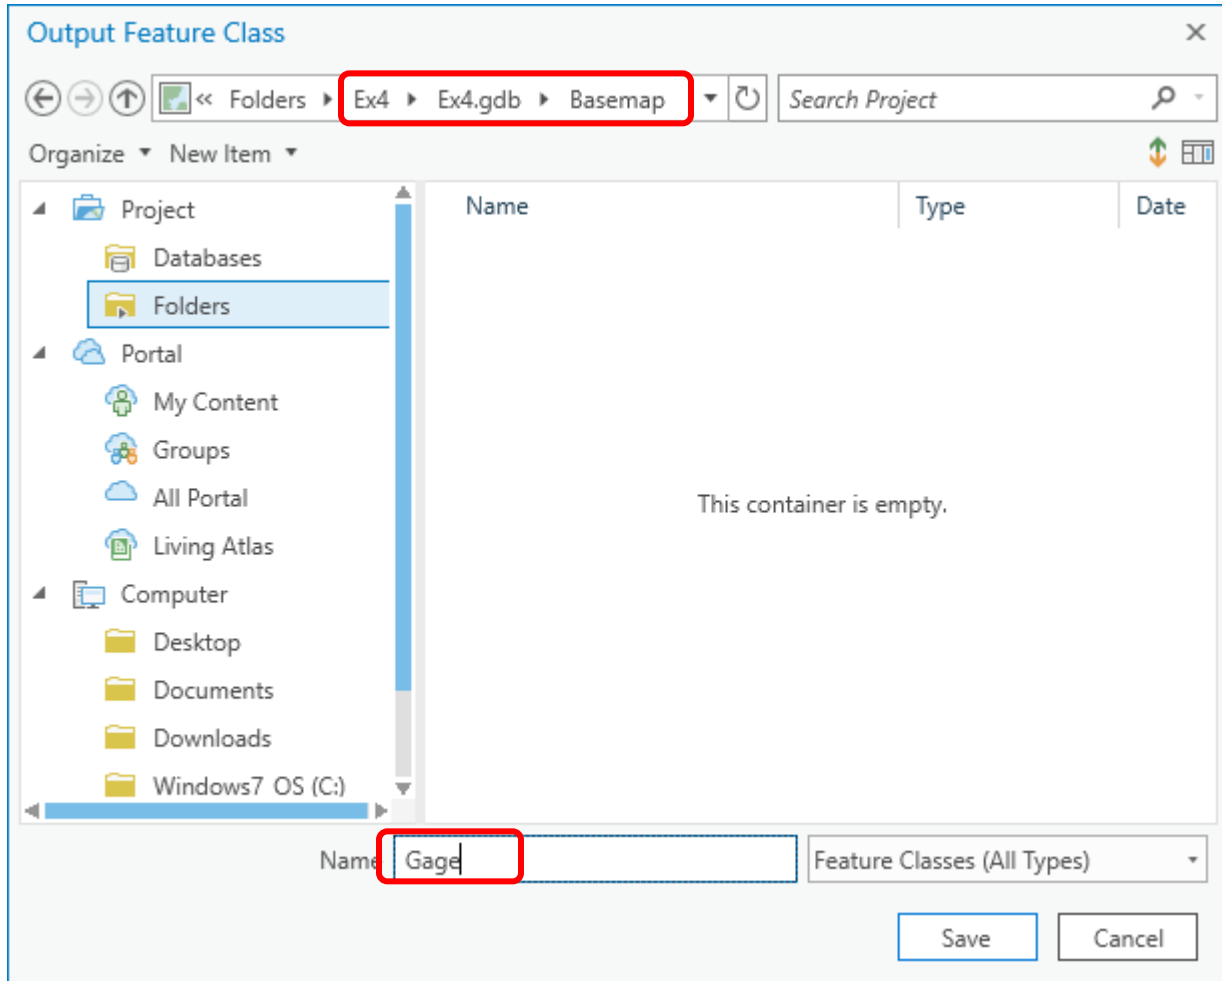 Output Feature Class
« Folders Ex4 Ex4.gdb Basemap Search Project
Organize New Item
Project
Databases
Folders
Portal
My Content
Groups
All Portal
Living Atlas
Computer
Desktop
Documents
Downloads
Windows7_OS (C:)
Name Type Date
This container is empty.
Name Gage Feature Classes (All Types)
Save Cancel